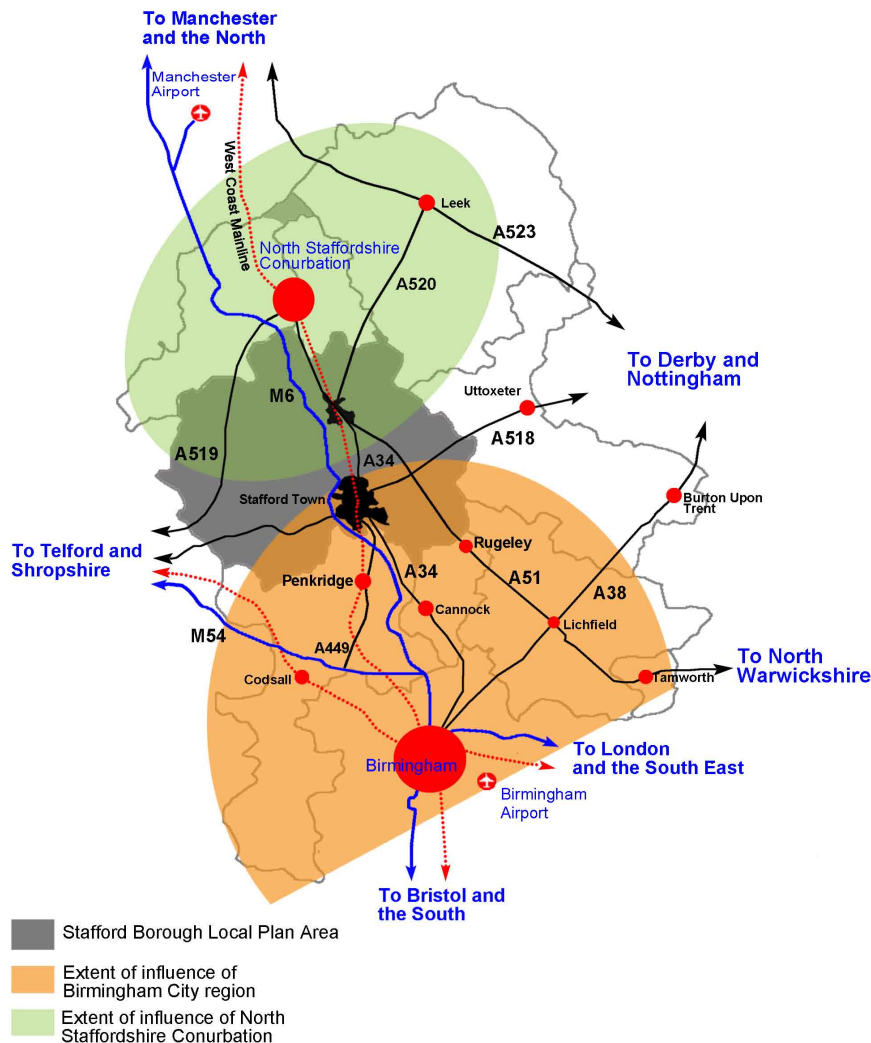 To Manchester
and the North
Manchester
Airport
West Coast Mainline
Leek
A523
North Staffordshire
Conurbation
A520
To Derby and
Nottingham
M6
Uttoxeter
A518
A519
A34
Stafford Town
Burton Upon
Trent
To Telford and
Shropshire
Rugeley
Penkridge
A34
A51
A38
Cannock
Lichfield
M54
A449
Codsall
Tamworth
To North
Warwickshire
To London
and the South East
Birmingham
Birmingham
Airport
To Bristol and
the South
Stafford Borough Local Plan Area
Extent of influence of
Birmingham City region
Extent of influence of North
Staffordshire Conurbation